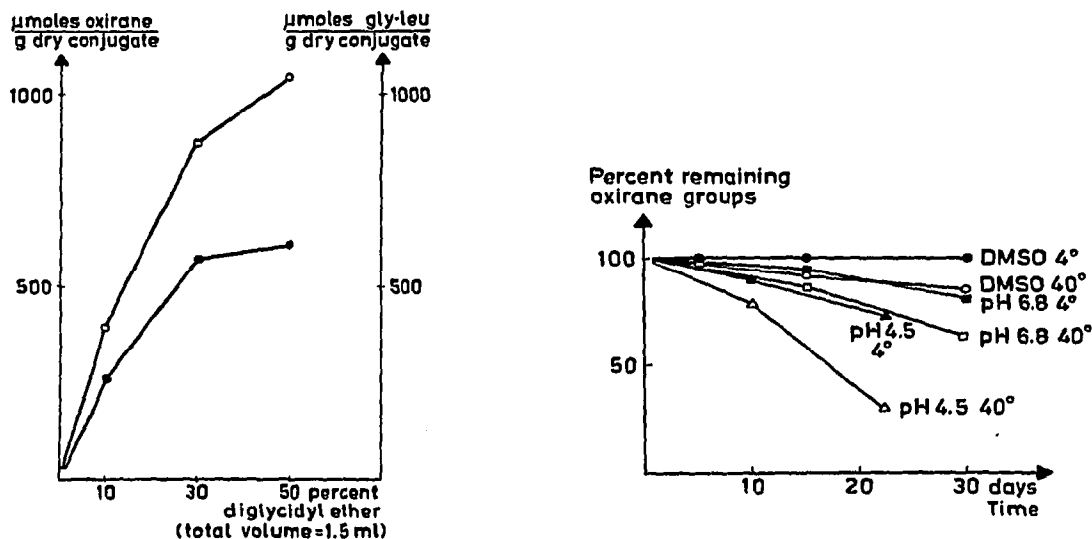 μmoles oxirane
g dry conjugate
μmoles gly-leu
g dry conjugate
1000
1000
500
500
10
30
50 percent
diglycidyl ether
(total volume=1.5 ml)
Percent remaining
oxirane groups
100
50
DMSO 4°
DMSO 40°
pH 6.8 4°
pH 6.8 40°
pH 4.5
4°
pH 4.5 40°
10
20
30 days
Time